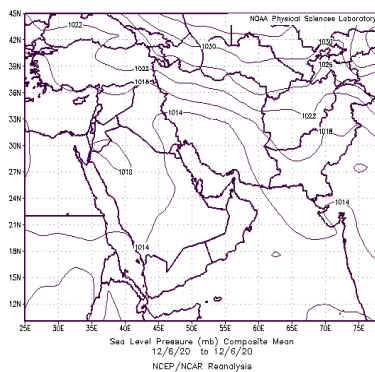 NOAA Physical Sciences Laboratory
45N
42N
39N
36N
33N
30N
27N
24N
21N
18N
15N
12N
1022
1030
1030
1026
1022
1018
1014
1022
1018
1018
1014
1014
25E 30E 35E 40E 45E 50E 55E 60E 65E 70E 75E
Sea Level Pressure (mb) Composite Mean
12/6/20 to 12/6/20
NCEP/NCAR Reanalysis